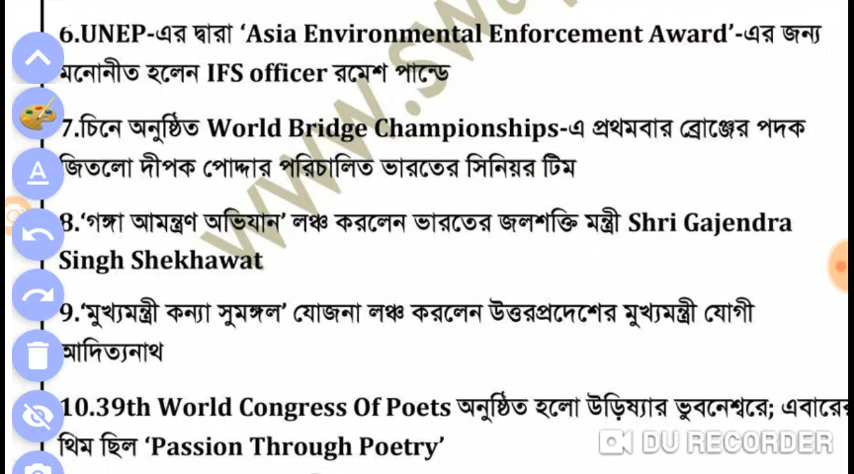 6.UNEP-এর দ্বারা ‘Asia Environmental Enforcement Award’-এর জন্য
মনোনীত হলেন IFS officer রমেশ পান্ডে
7.চিনে অনুষ্ঠিত World Bridge Championships-এ প্রথমবার ব্রোঞ্জের পদক
জিতলো দীপক পোদ্দার পরিচালিত ভারতের সিনিয়র টিম
8.‘গঙ্গা আমন্ত্রণ অভিযান’ লঞ্চ করলেন ভারতের জলশক্তি মন্ত্রী Shri Gajendra
Singh Shekhawat
9.‘মুখ্যমন্ত্রী কন্যা সুমঙ্গল’ যোজনা লঞ্চ করলেন উত্তরপ্রদেশের মুখ্যমন্ত্রী যোগী
আদিত্যনাথ
10.39th World Congress Of Poets অনুষ্ঠিত হলো উড়িষ্যার ভুবনেশ্বরে; এবারের
থিম ছিল ‘Passion Through Poetry’
DU RECORDER
A